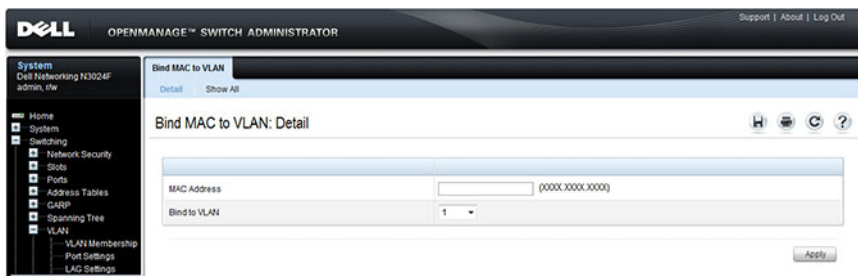 Support | About | Log Out
DELL OPENMANAGE™ SWITCH ADMINISTRATOR
System
Dell Networking N3024F
admin, r/w
Bind MAC to VLAN
Detail Show All
Home
System
Switching
Network Security
Slots
Ports
Address Tables
GARP
Spanning Tree
VLAN
VLAN Membership
Port Settings
LAG Settings
Bind MAC to VLAN: Detail
H C ?
MAC Address (XXXX.XXXX.XXXX)
Bind to VLAN 1
Apply